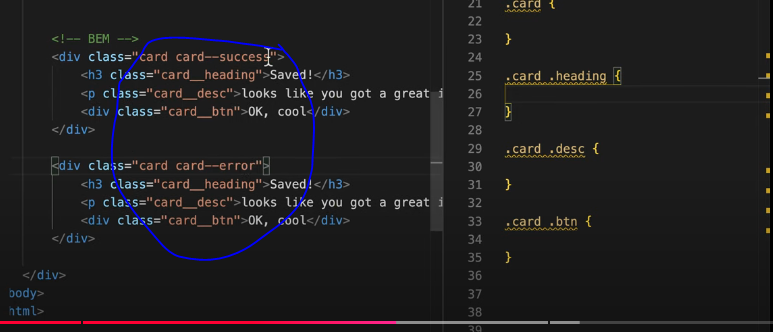 <!-- BEM -->
<div class="card card--success">
<h3 class="card__heading">Saved!</h3>
<p class="card__desc">looks like you got a great i
<div class="card__btn">OK, cool</div>
</div>
<div class="card card--error">
<h3 class="card__heading">Saved!</h3>
<p class="card__desc">looks like you got a great i
<div class="card__btn">OK, cool</div>
</div>
</div>
body>
html>
21 .card {
22
23 }
24
25 .card .heading {
26
27 }
28
29 .card .desc {
30
31 }
32
33 .card .btn {
34
35 }
36
37
38
39